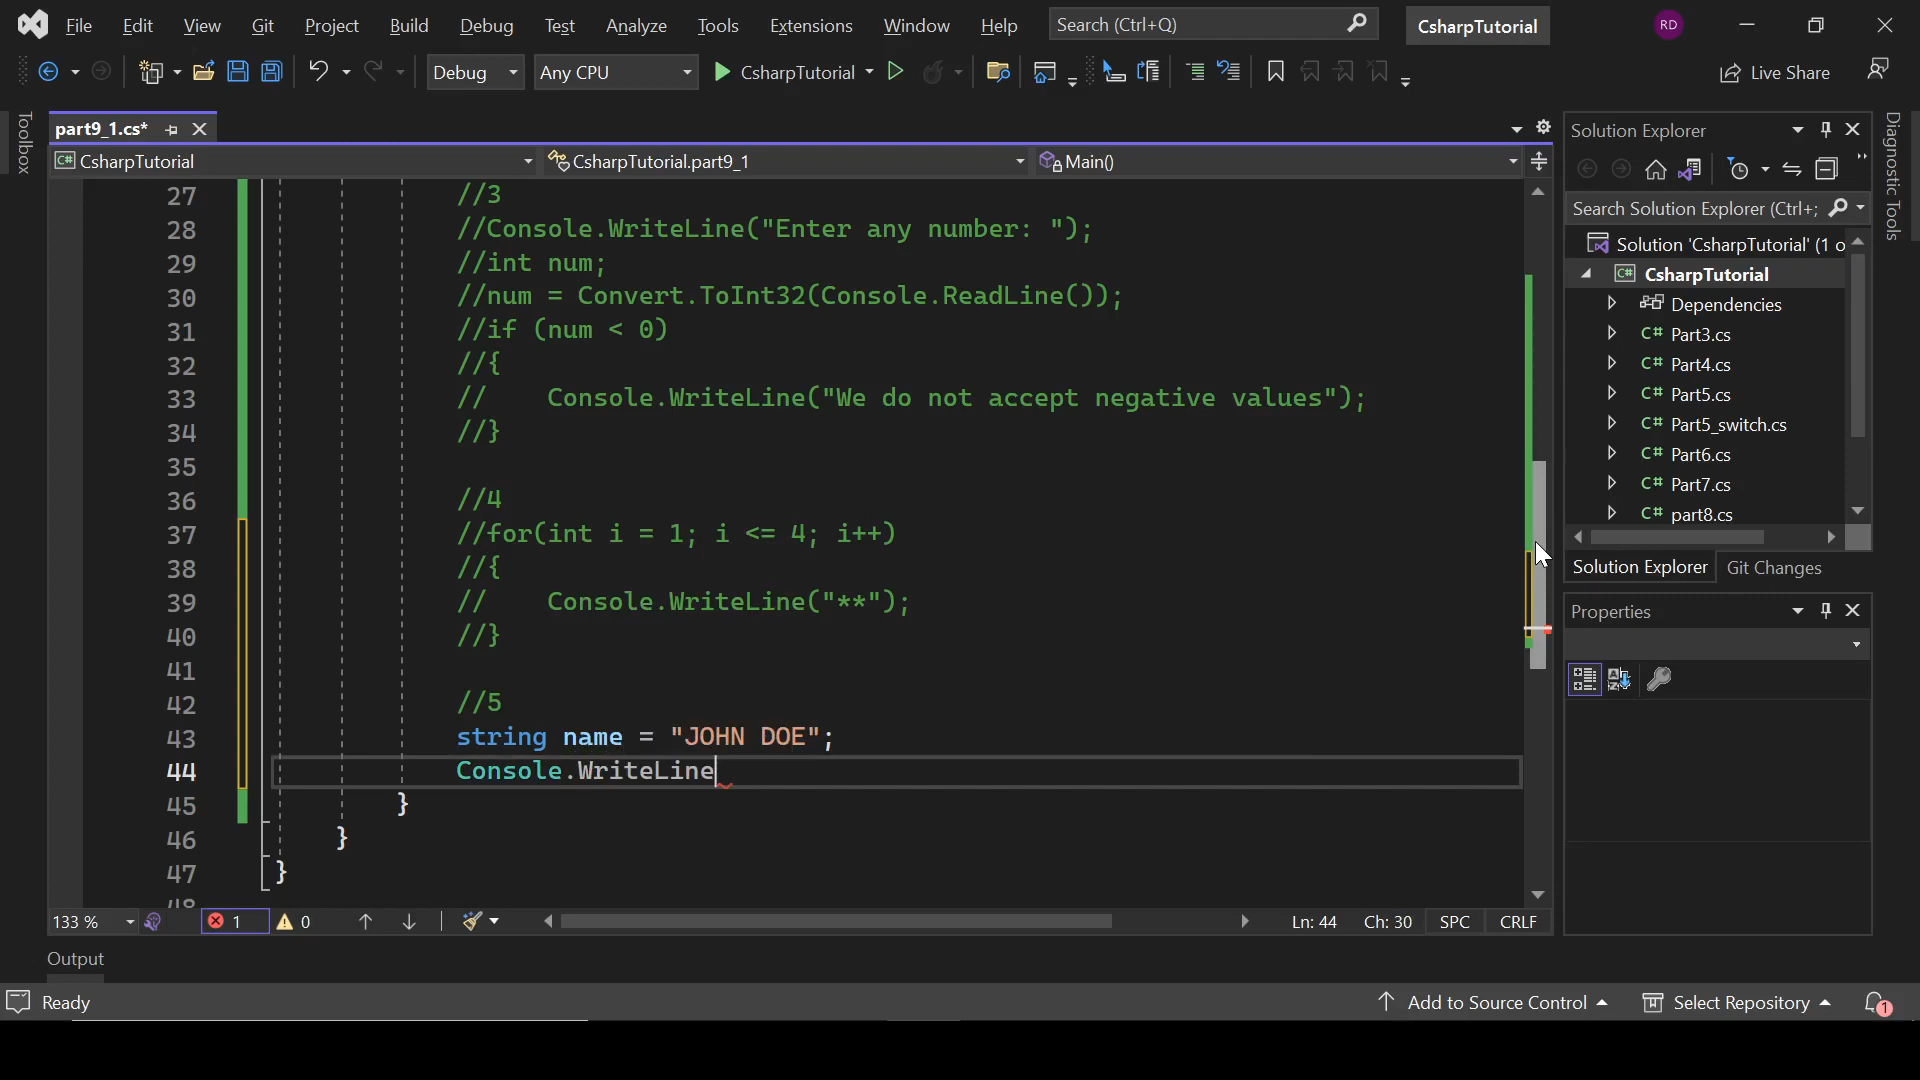 File Edit View Git Project Build Debug Test Analyze Tools Extensions Window Help Search (Ctrl+Q) CsharpTutorial RD
Debug Any CPU CsharpTutorial Live Share
Toolbox
part9_1.cs*
CsharpTutorial CsharpTutorial.part9_1 Main()
27 //3
28 //Console.WriteLine("Enter any number: ");
29 //int num;
30 //num = Convert.ToInt32(Console.ReadLine());
31 //if (num < 0)
32 //{
33 // Console.WriteLine("We do not accept negative values");
34 //}
35
36 //4
37 //for(int i = 1; i <= 4; i++)
38 //{
39 // Console.WriteLine("**");
40 //}
41
42 //5
43 string name = "JOHN DOE";
44 Console.WriteLine
45 }
46 }
47 }
48
133 % 1 0 Ln: 44 Ch: 30 SPC CRLF
Solution Explorer
Search Solution Explorer (Ctrl+;
Solution 'CsharpTutorial' (1 o
C# CsharpTutorial
Dependencies
C# Part3.cs
C# Part4.cs
C# Part5.cs
C# Part5_switch.cs
C# Part6.cs
C# Part7.cs
C# part8.cs
Solution Explorer Git Changes
Properties
Diagnostic Tools
Output
Ready Add to Source Control Select Repository 1